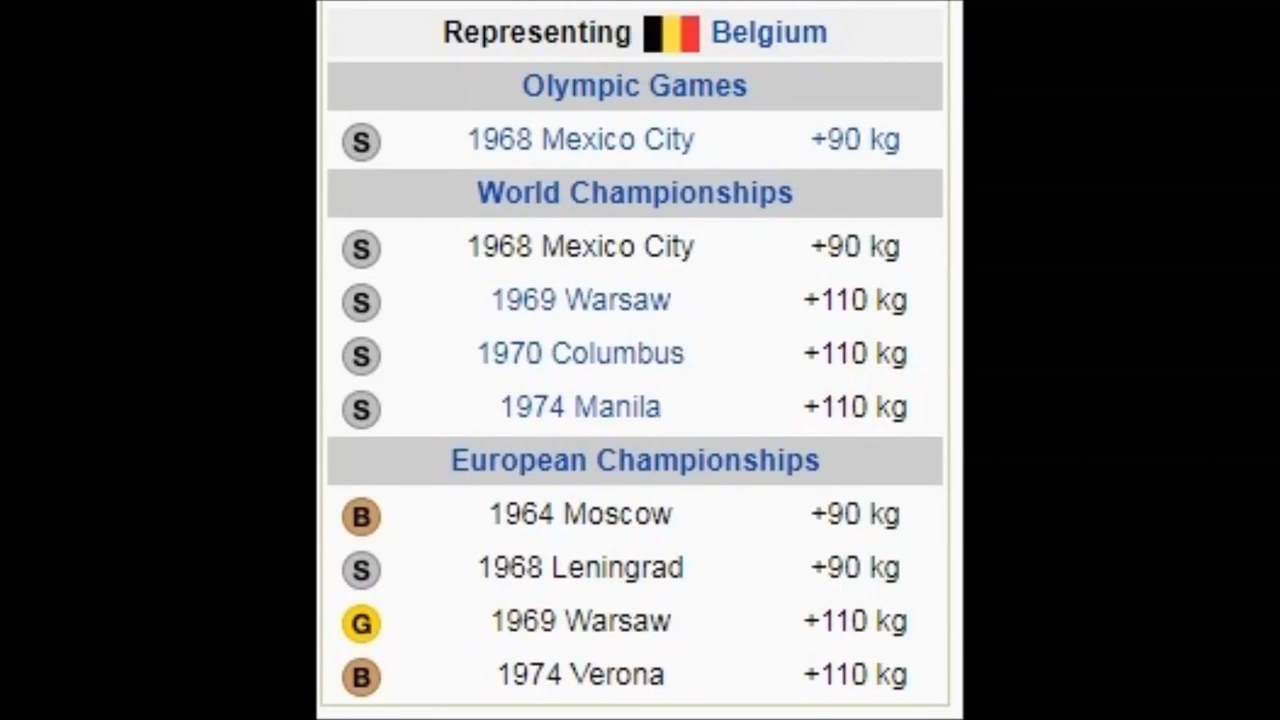 Representing Belgium
Olympic Games
S 1968 Mexico City +90 kg
World Championships
S 1968 Mexico City +90 kg
S 1969 Warsaw +110 kg
S 1970 Columbus +110 kg
S 1974 Manila +110 kg
European Championships
B 1964 Moscow +90 kg
S 1968 Leningrad +90 kg
G 1969 Warsaw +110 kg
B 1974 Verona +110 kg